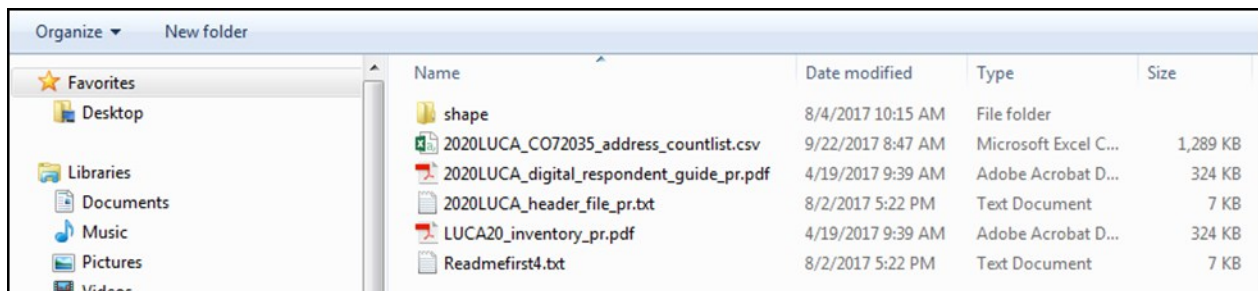 Organize New folder
Favorites
Desktop
Libraries
Documents
Music
Pictures
Videos
Name Date modified Type Size
shape 8/4/2017 10:15 AM File folder
2020LUCA_CO72035_address_countlist.csv 9/22/2017 8:47 AM Microsoft Excel C... 1,289 KB
2020LUCA_digital_respondent_guide_pr.pdf 4/19/2017 9:39 AM Adobe Acrobat D... 324 KB
2020LUCA_header_file_pr.txt 8/2/2017 5:22 PM Text Document 7 KB
LUCA20_inventory_pr.pdf 4/19/2017 9:39 AM Adobe Acrobat D... 324 KB
Readmefirst4.txt 8/2/2017 5:22 PM Text Document 7 KB